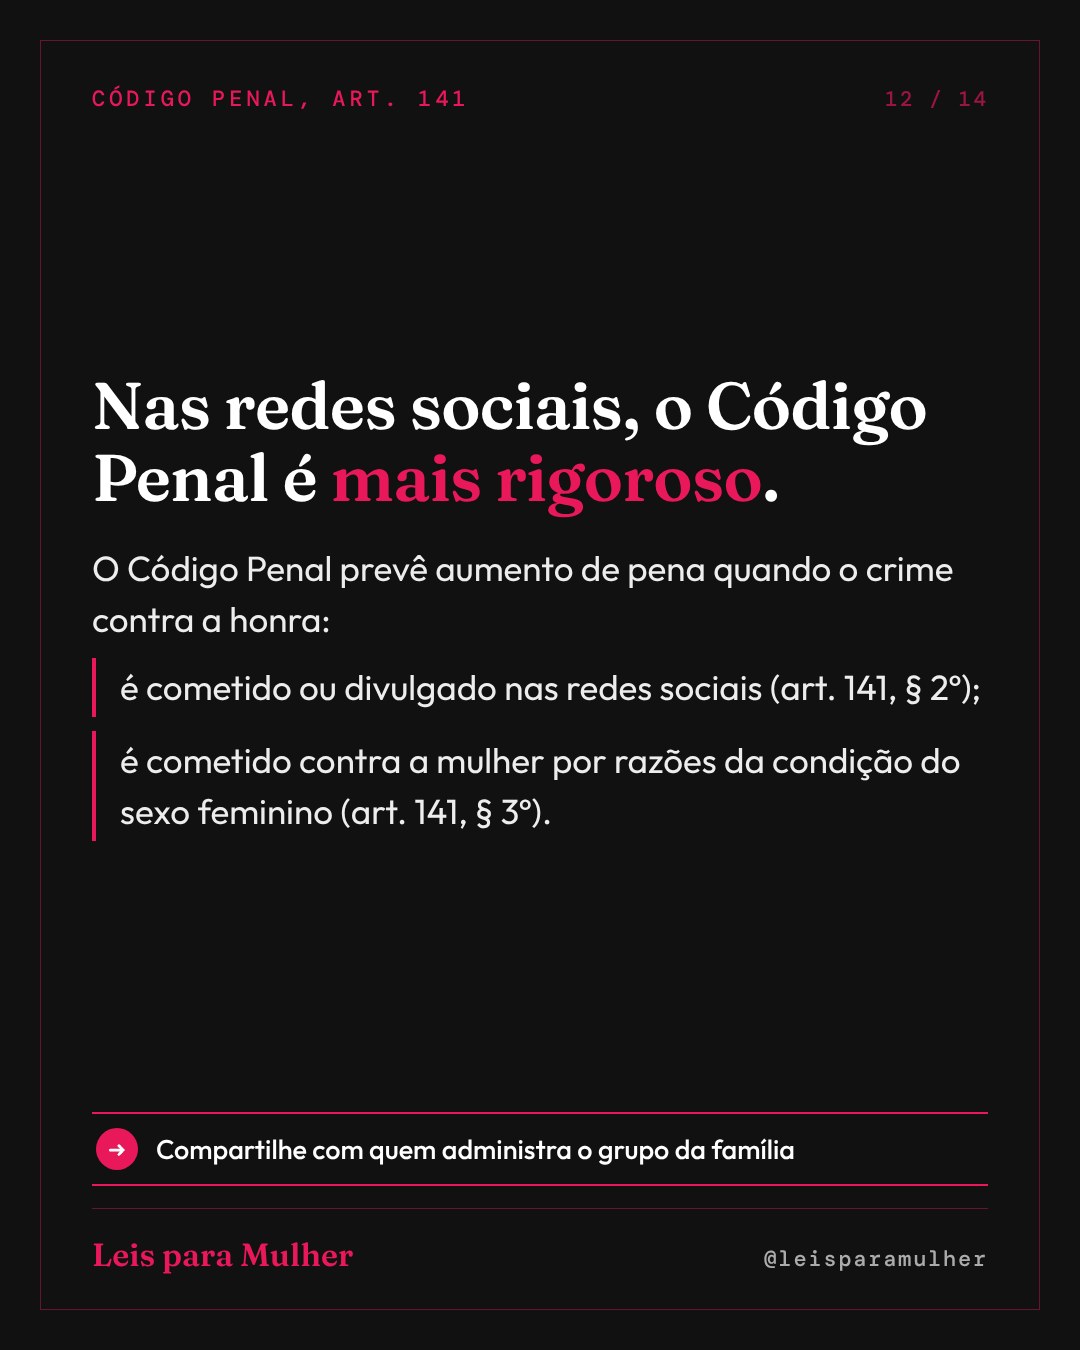 CÓDIGO PENAL, ART. 141
12 / 14
Nas redes sociais, o Código
Penal é mais rigoroso.
O Código Penal prevê aumento de pena quando o crime
contra a honra:
é cometido ou divulgado nas redes sociais (art. 141, § 2º);
é cometido contra a mulher por razões da condição do
sexo feminino (art. 141, § 3º).
Compartilhe com quem administra o grupo da família
Leis para Mulher
@leisparamulher